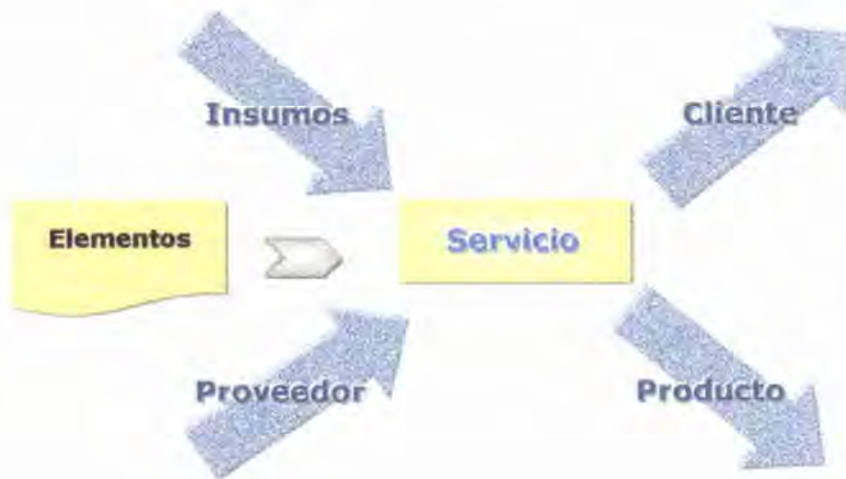 Insumos
Cliente
Elementos
Servicio
Proveedor
Producto